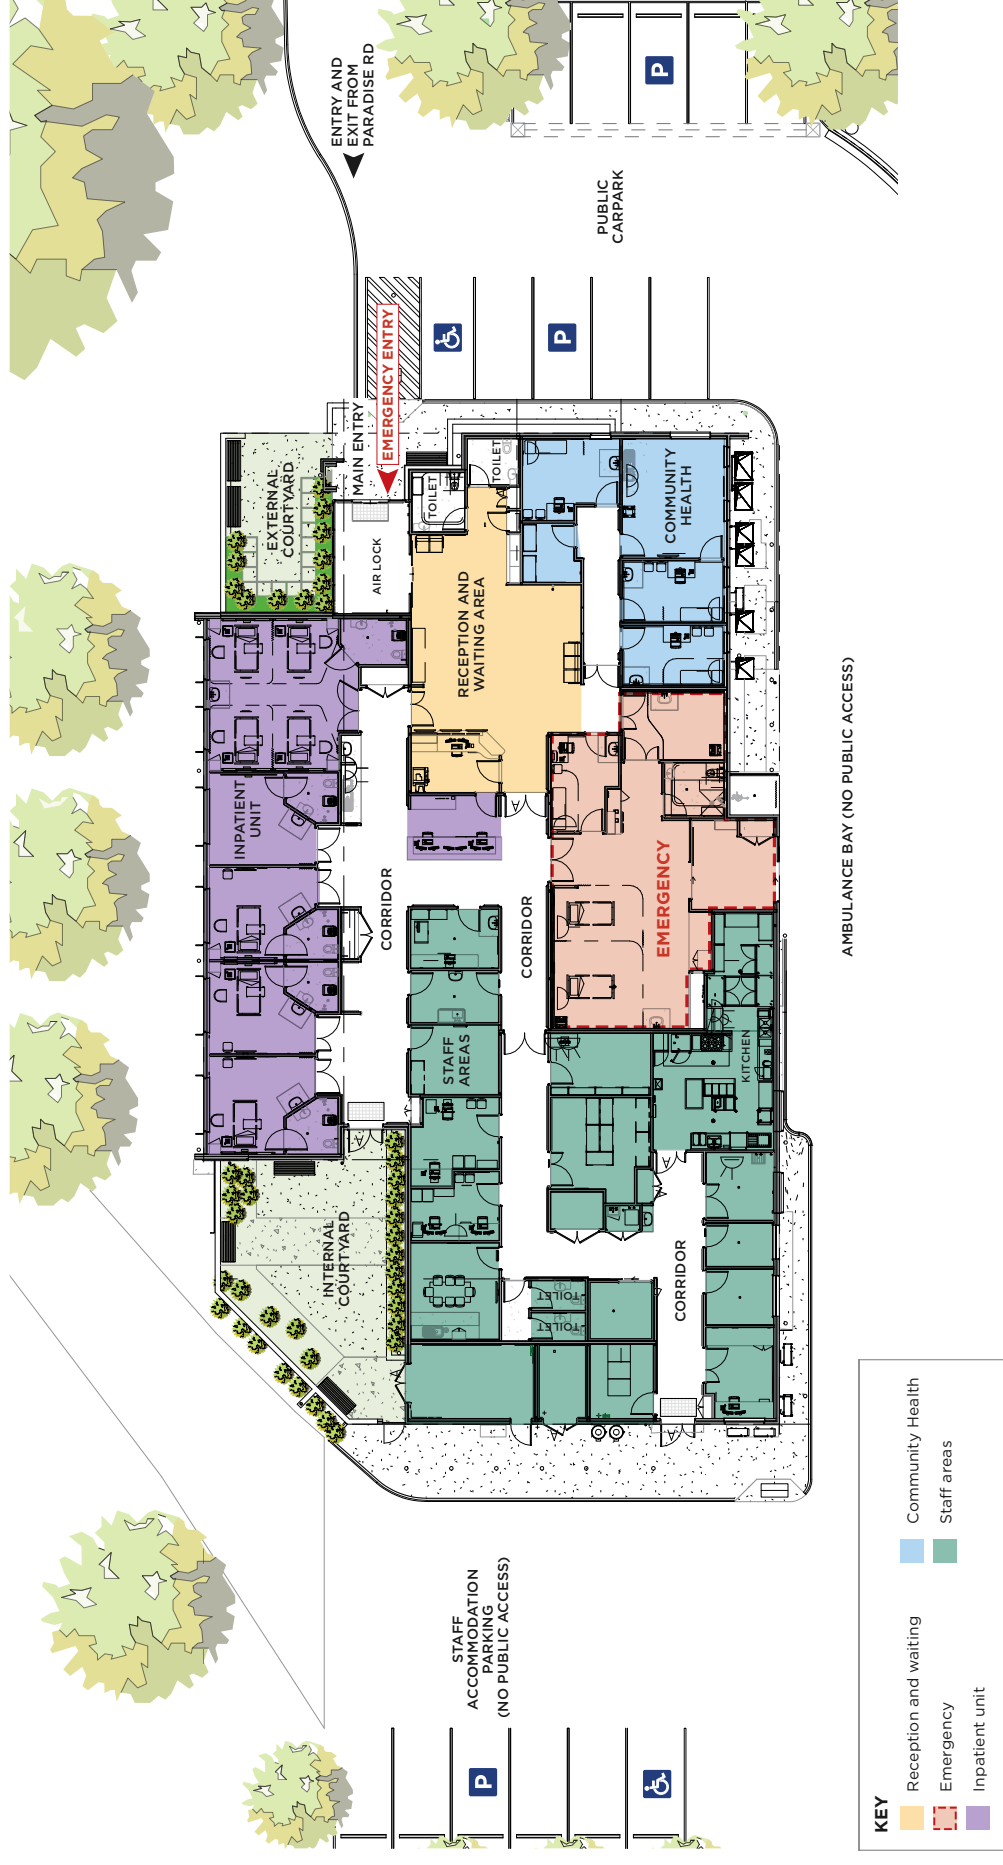 ENTRY AND
EXIT FROM
PARADISE RD
P
PUBLIC
CARPARK
P
MAIN ENTRY
EMERGENCY ENTRY
EXTERNAL
COURTYARD
AIR LOCK
TOILET
TOILET
RECEPTION AND
WAITING AREA
COMMUNITY
HEALTH
INPATIENT
UNIT
CORRIDOR
CORRIDOR
EMERGENCY
AMBULANCE BAY (NO PUBLIC ACCESS)
STAFF
AREAS
KITCHEN
INTERNAL
COURTYARD
TOILET
TOILET
CORRIDOR
STAFF
ACCOMMODATION
PARKING
(NO PUBLIC ACCESS)
P
KEY
Reception and waiting
Emergency
Inpatient unit
Community Health
Staff areas